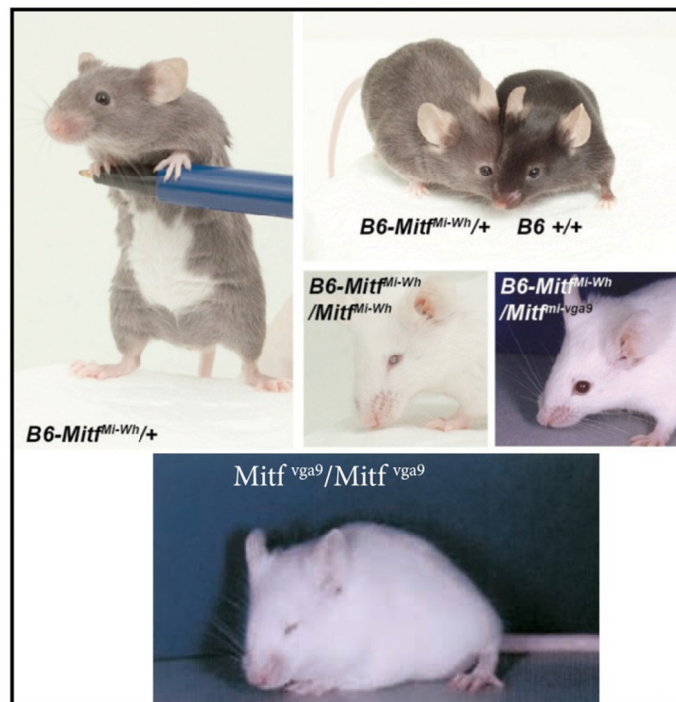 B6-Mitf^Mi-Wh/+ B6 +/+
B6-Mitf^Mi-Wh
/Mitf^Mi-Wh
B6-Mitf^Mi-Wh
/Mitf^mi-vga9
B6-Mitf^Mi-Wh/+
Mitf ^vga9/Mitf ^vga9